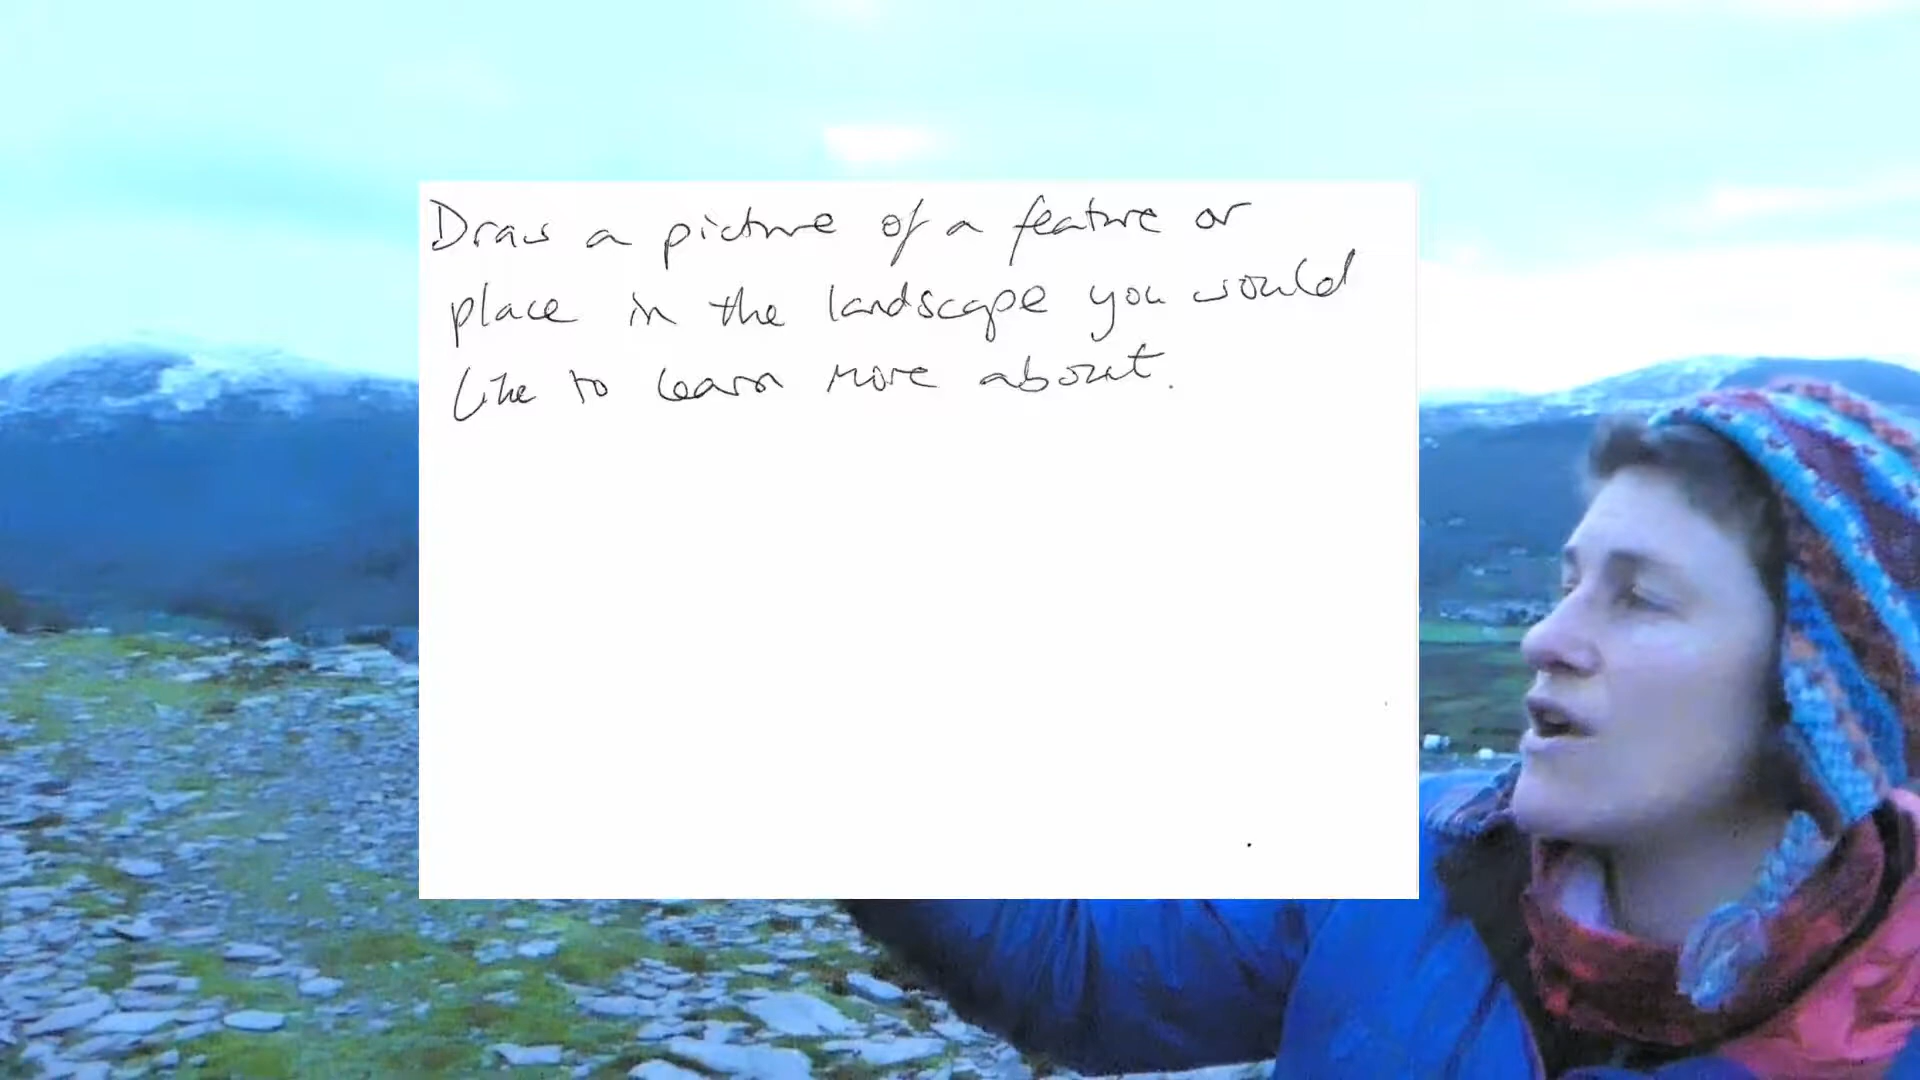 Draw a picture of a feature or
place in the landscape you would
like to learn more about.